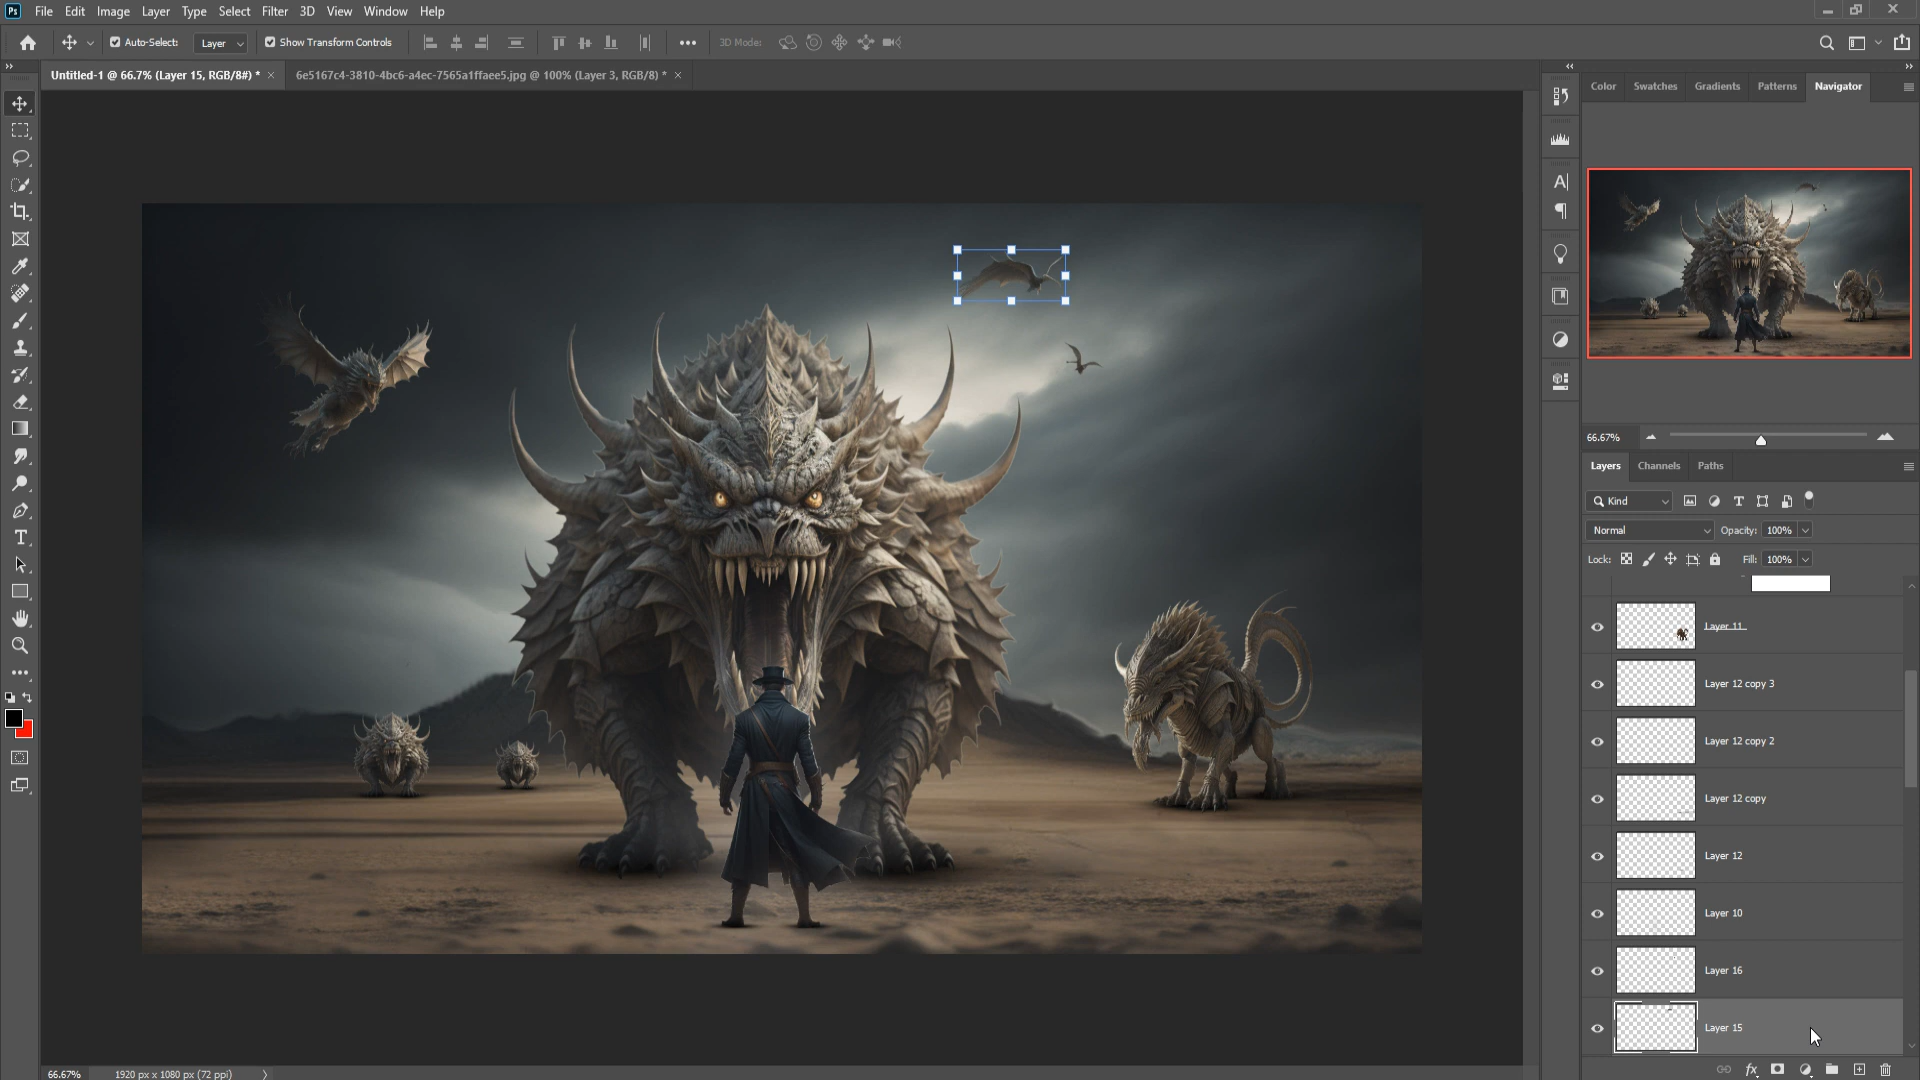 Ps File Edit Image Layer Type Select Filter 3D View Window Help
Auto-Select: Layer Show Transform Controls 3D Mode:
Untitled-1 @ 66.7% (Layer 15, RGB/8#) * × 6e5167c4-3810-4bc6-a4ec-7565a1ffaee5.jpg @ 100% (Layer 3, RGB/8) * ×
Color Swatches Gradients Patterns Navigator
66.67%
Layers Channels Paths
Kind
Normal Opacity: 100%
Lock: Fill: 100%
Layer 11
Layer 12 copy 3
Layer 12 copy 2
Layer 12 copy
Layer 12
Layer 10
Layer 16
Layer 15
66.67% 1920 px x 1080 px (72 ppi)